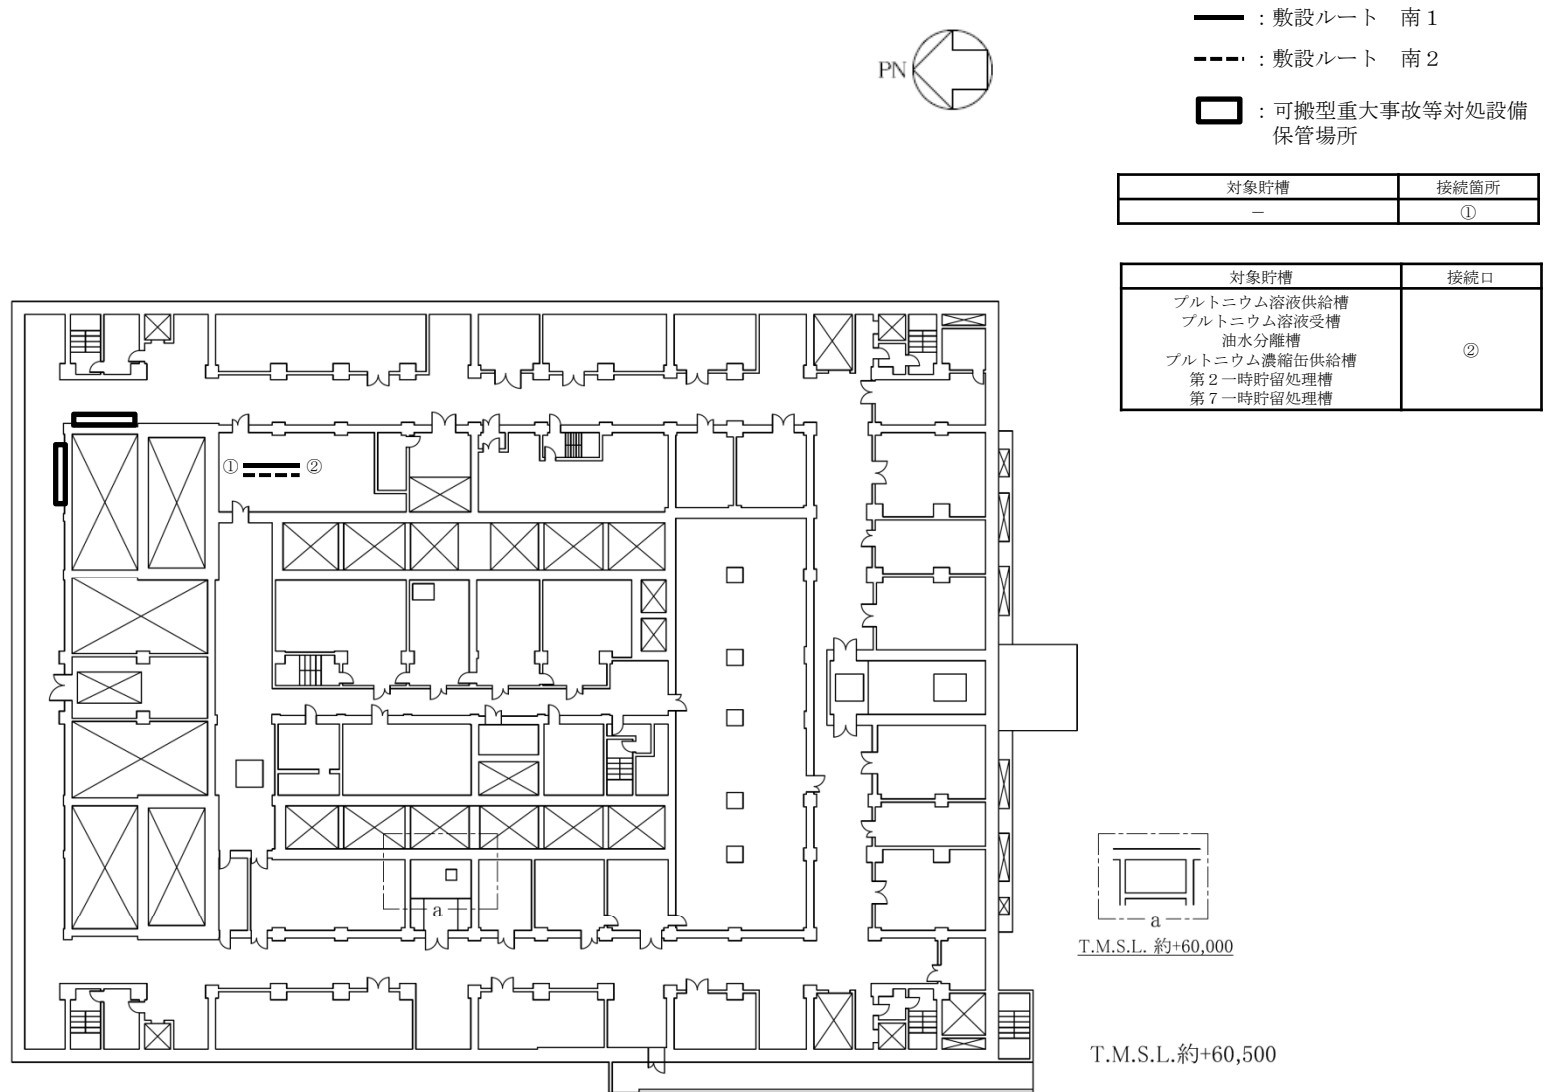 ：敷設ルート　南１
PN
：敷設ルート　南２
：可搬型重大事故等対処設備
保管場所
対象貯槽 接続箇所
－ ①
対象貯槽 接続口
プルトニウム溶液供給槽
プルトニウム溶液受槽
油水分離槽
プルトニウム濃縮缶供給槽
第２一時貯留処理槽
第７一時貯留処理槽
②
① ②
a
a
T.M.S.L. 約+60,000
T.M.S.L.約+60,500